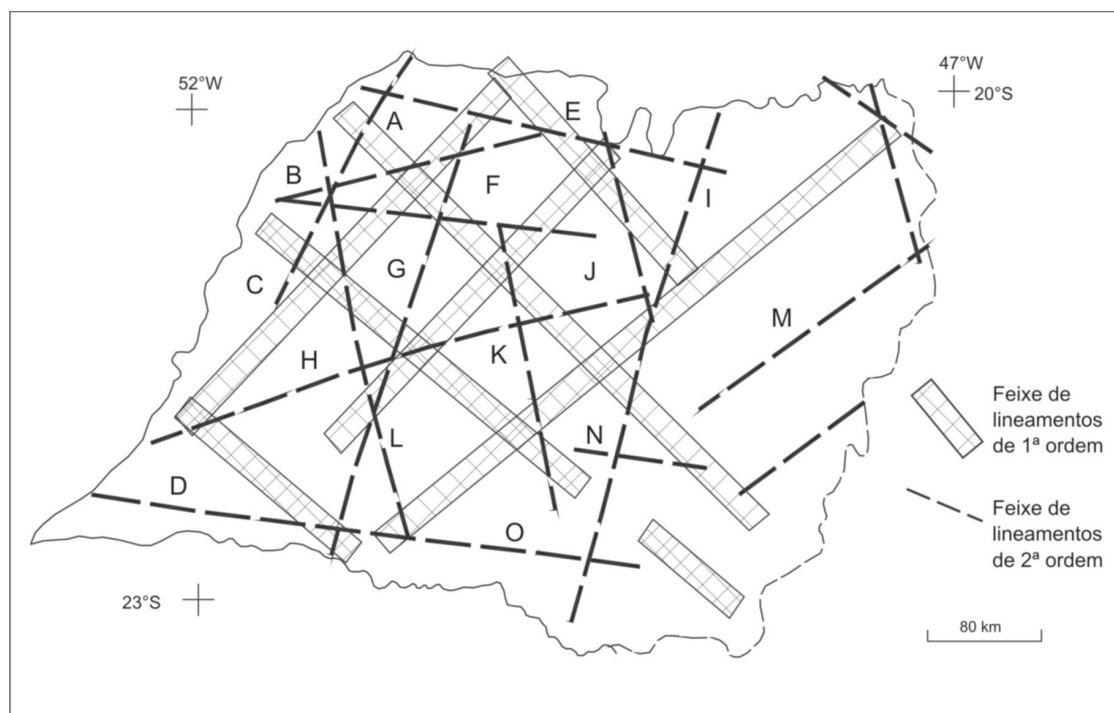 52°W
47°W
20°S
A
E
B
F
I
G
J
C
M
H
K
Feixe de
lineamentos
de 1ª ordem
L
N
D
O
Feixe de
lineamentos
de 2ª ordem
23°S
80 km